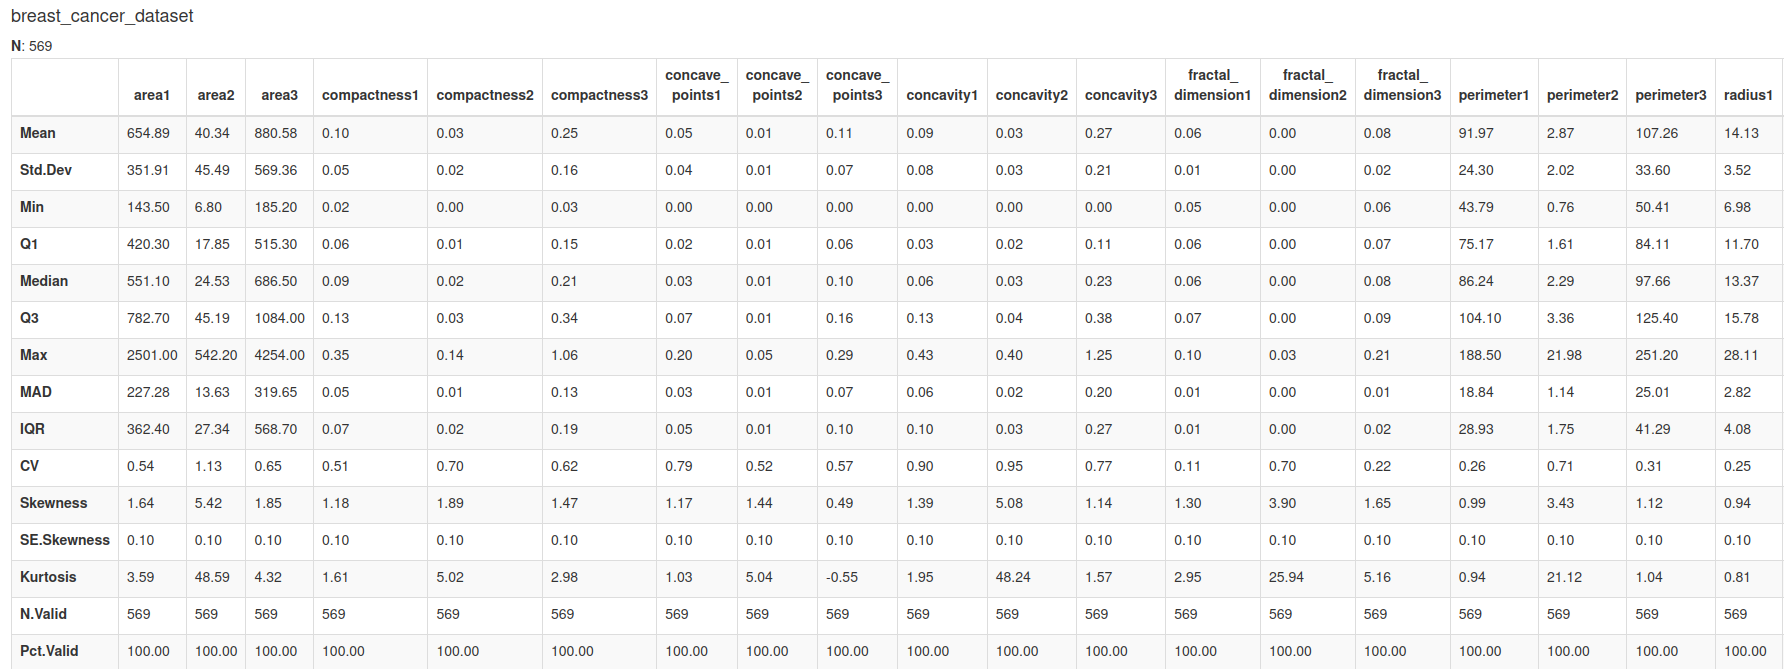 breast_cancer_dataset
N: 569
area1 area2 area3 compactness1 compactness2 compactness3 concave_points1 concave_points2 concave_points3 concavity1 concavity2 concavity3 fractal_dimension1 fractal_dimension2 fractal_dimension3 perimeter1 perimeter2 perimeter3 radius1
Mean 654.89 40.34 880.58 0.10 0.03 0.25 0.05 0.01 0.11 0.09 0.03 0.27 0.06 0.00 0.08 91.97 2.87 107.26 14.13
Std.Dev 351.91 45.49 569.36 0.05 0.02 0.16 0.04 0.01 0.07 0.08 0.03 0.21 0.01 0.00 0.02 24.30 2.02 33.60 3.52
Min 143.50 6.80 185.20 0.02 0.00 0.03 0.00 0.00 0.00 0.00 0.00 0.00 0.05 0.00 0.06 43.79 0.76 50.41 6.98
Q1 420.30 17.85 515.30 0.06 0.01 0.15 0.02 0.01 0.06 0.03 0.02 0.11 0.06 0.00 0.07 75.17 1.61 84.11 11.70
Median 551.10 24.53 686.50 0.09 0.02 0.21 0.03 0.01 0.10 0.06 0.03 0.23 0.06 0.00 0.08 86.24 2.29 97.66 13.37
Q3 782.70 45.19 1084.00 0.13 0.03 0.34 0.07 0.01 0.16 0.13 0.04 0.38 0.07 0.00 0.09 104.10 3.36 125.40 15.78
Max 2501.00 542.20 4254.00 0.35 0.14 1.06 0.20 0.05 0.29 0.43 0.40 1.25 0.10 0.03 0.21 188.50 21.98 251.20 28.11
MAD 227.28 13.63 319.65 0.05 0.01 0.13 0.03 0.01 0.07 0.06 0.02 0.20 0.01 0.00 0.01 18.84 1.14 25.01 2.82
IQR 362.40 27.34 568.70 0.07 0.02 0.19 0.05 0.01 0.10 0.10 0.03 0.27 0.01 0.00 0.02 28.93 1.75 41.29 4.08
CV 0.54 1.13 0.65 0.51 0.70 0.62 0.79 0.52 0.57 0.90 0.95 0.77 0.11 0.70 0.22 0.26 0.71 0.31 0.25
Skewness 1.64 5.42 1.85 1.18 1.89 1.47 1.17 1.44 0.49 1.39 5.08 1.14 1.30 3.90 1.65 0.99 3.43 1.12 0.94
SE.Skewness 0.10 0.10 0.10 0.10 0.10 0.10 0.10 0.10 0.10 0.10 0.10 0.10 0.10 0.10 0.10 0.10 0.10 0.10 0.10
Kurtosis 3.59 48.59 4.32 1.61 5.02 2.98 1.03 5.04 -0.55 1.95 48.24 1.57 2.95 25.94 5.16 0.94 21.12 1.04 0.81
N.Valid 569 569 569 569 569 569 569 569 569 569 569 569 569 569 569 569 569 569 569
Pct.Valid 100.00 100.00 100.00 100.00 100.00 100.00 100.00 100.00 100.00 100.00 100.00 100.00 100.00 100.00 100.00 100.00 100.00 100.00 100.00